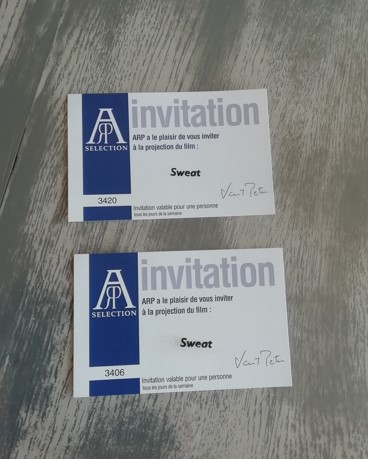 invitation
ARP a le plaisir de vous inviter
à la projection du film :
Sweat
ARP
SELECTION
3420
Invitation valable pour une personne
tous les jours de la semaine
invitation
ARP a le plaisir de vous inviter
à la projection du film :
Sweat
ARP
SELECTION
3406
Invitation valable pour une personne
tous les jours de la semaine